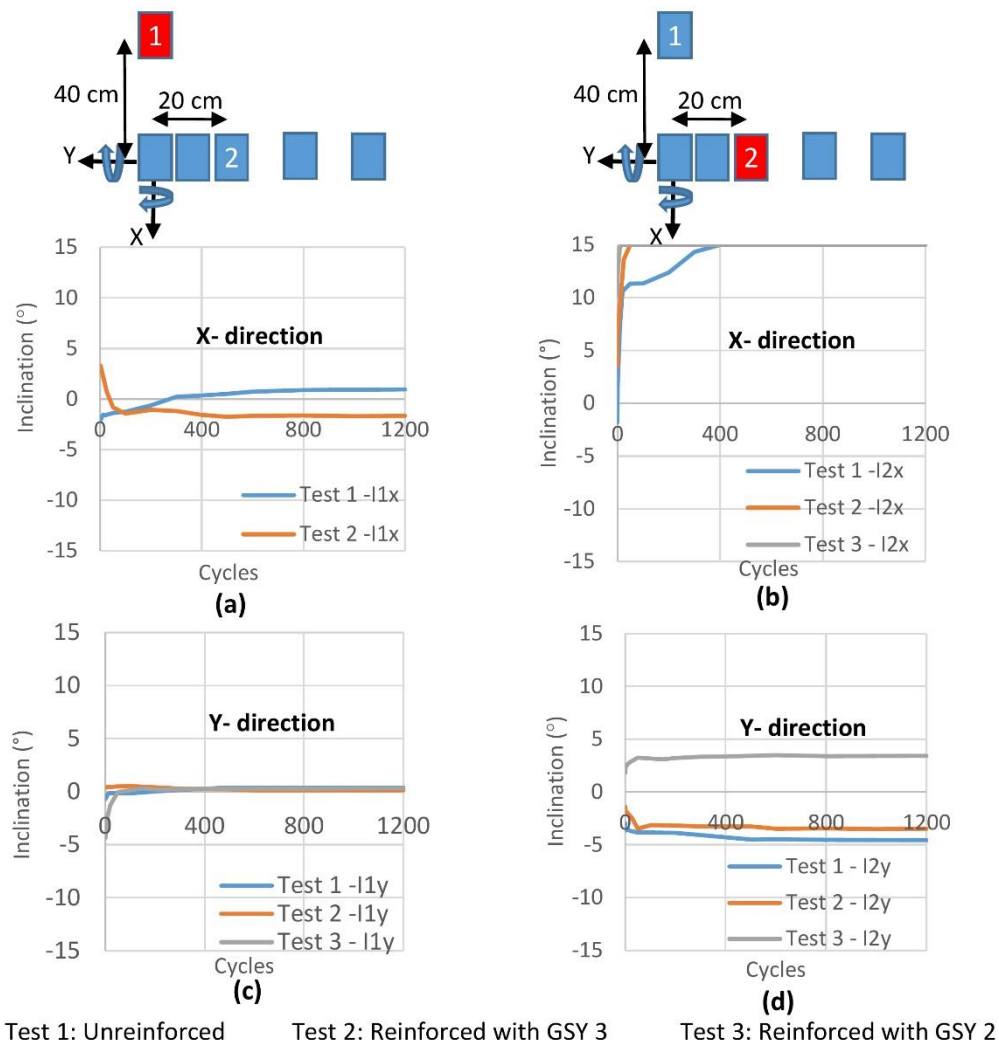 1
40 cm
20 cm
Y
2
X
1
40 cm
20 cm
Y
2
X
15
10
5
0
-5
-10
-15
Inclination (°)
X- direction
0
400
800
1200
Test 1 -I1x
Test 2 -I1x
Cycles
(a)
15
10
5
0
-5
-10
-15
Inclination (°)
X- direction
0
400
800
1200
Test 1 -I2x
Test 2 -I2x
Test 3 - I2x
Cycles
(b)
15
10
5
0
-5
-10
-15
Inclination (°)
Y- direction
0
400
800
1200
Test 1 -I1y
Test 2 -I1y
Test 3 - I1y
Cycles
(c)
15
10
5
0
-5
-10
-15
Inclination (°)
Y- direction
0
400
800
1200
Test 1 - I2y
Test 2 - I2y
Test 3 - I2y
Cycles
(d)
Test 1: Unreinforced Test 2: Reinforced with GSY 3 Test 3: Reinforced with GSY 2